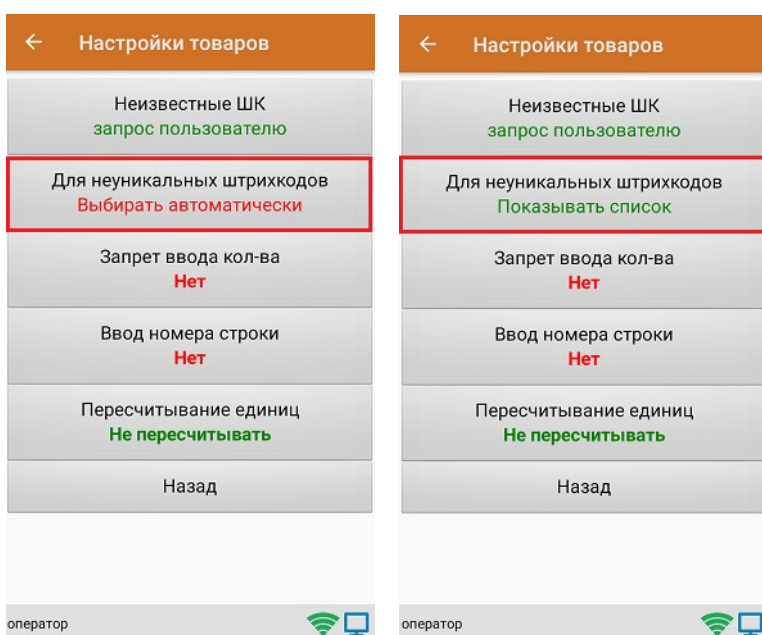 ← Настройки товаров
Неизвестные ШК
запрос пользователю
Для неуникальных штрихкодов
Выбирать автоматически
Запрет ввода кол-ва
Нет
Ввод номера строки
Нет
Пересчитывание единиц
Не пересчитывать
Назад
оператор
← Настройки товаров
Неизвестные ШК
запрос пользователю
Для неуникальных штрихкодов
Показывать список
Запрет ввода кол-ва
Нет
Ввод номера строки
Нет
Пересчитывание единиц
Не пересчитывать
Назад
оператор